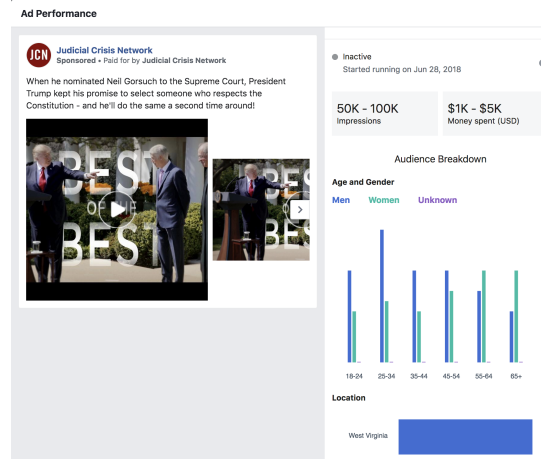 Ad Performance
JCN
Judicial Crisis Network
Sponsored • Paid for by Judicial Crisis Network
When he nominated Neil Gorsuch to the Supreme Court, President
Trump kept his promise to select someone who respects the
Constitution - and he'll do the same a second time around!
BEST
OF THE
BEST
Inactive
Started running on Jun 28, 2018
50K - 100K
Impressions
$1K - $5K
Money spent (USD)
Audience Breakdown
Age and Gender
Men Women Unknown
18-24 25-34 35-44 45-54 55-64 65+
Location
West Virginia